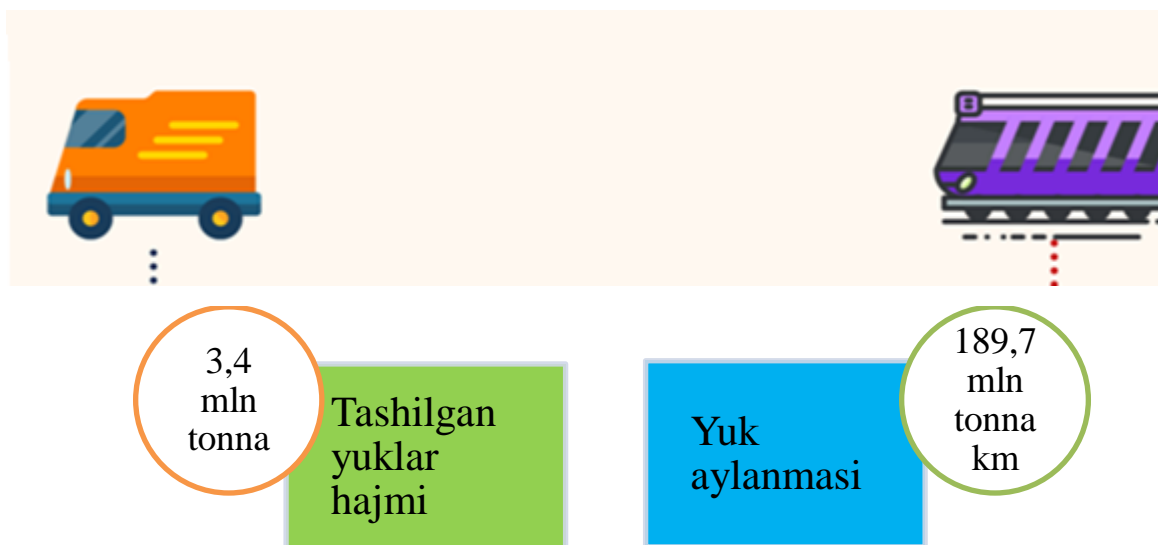 3,4
mln
tonna
Tashilgan
yuklar
hajmi
Yuk
aylanmasi
189,7
mln
tonna
km